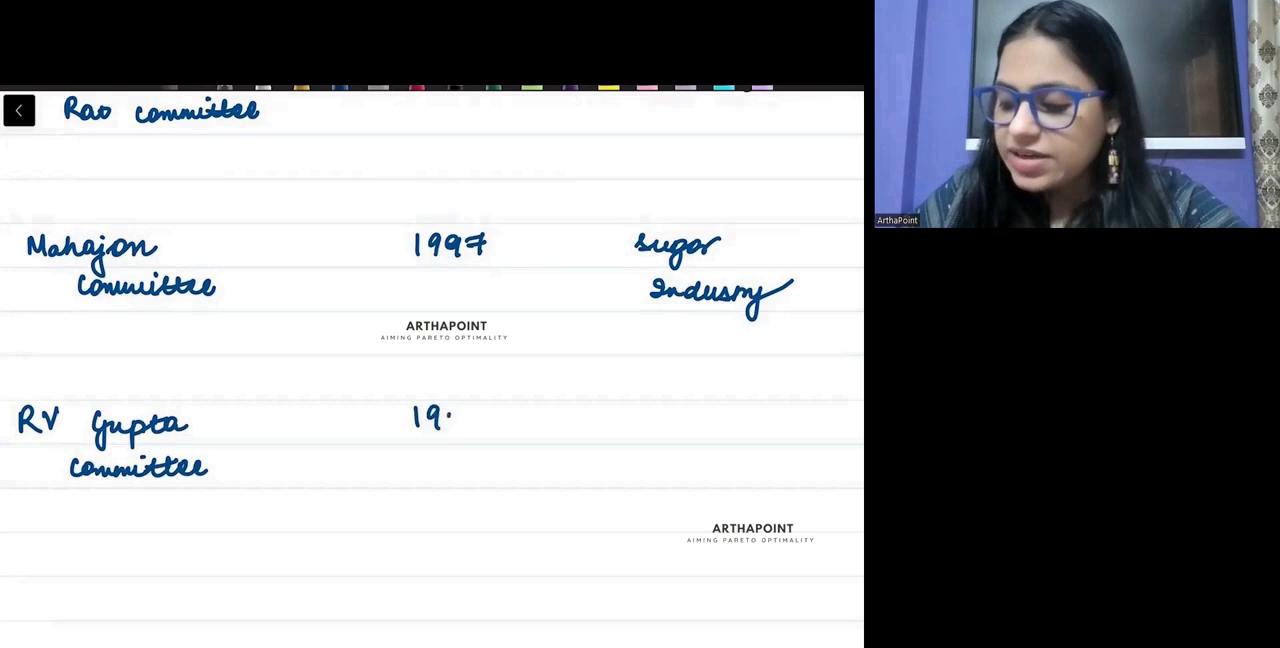 Rao Committee
Mahajan 1997 Sugar
Committee Industry
ARTHAPOINT
AIMING PARETO OPTIMALITY
RV Gupta 19
Committee
ARTHAPOINT
AIMING PARETO OPTIMALITY
ArthaPoint